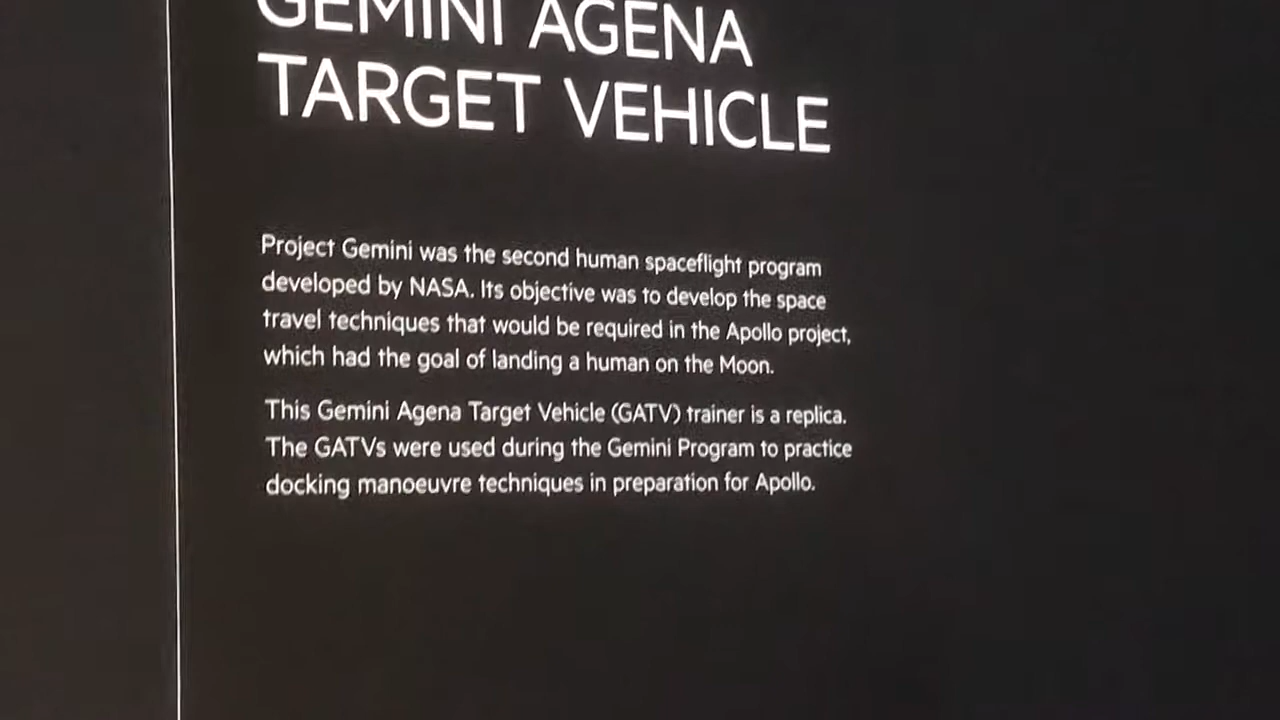 GEMINI AGENA
TARGET VEHICLE
Project Gemini was the second human spaceflight program
developed by NASA. Its objective was to develop the space
travel techniques that would be required in the Apollo project,
which had the goal of landing a human on the Moon.
This Gemini Agena Target Vehicle (GATV) trainer is a replica.
The GATVs were used during the Gemini Program to practice
docking manoeuvre techniques in preparation for Apollo.